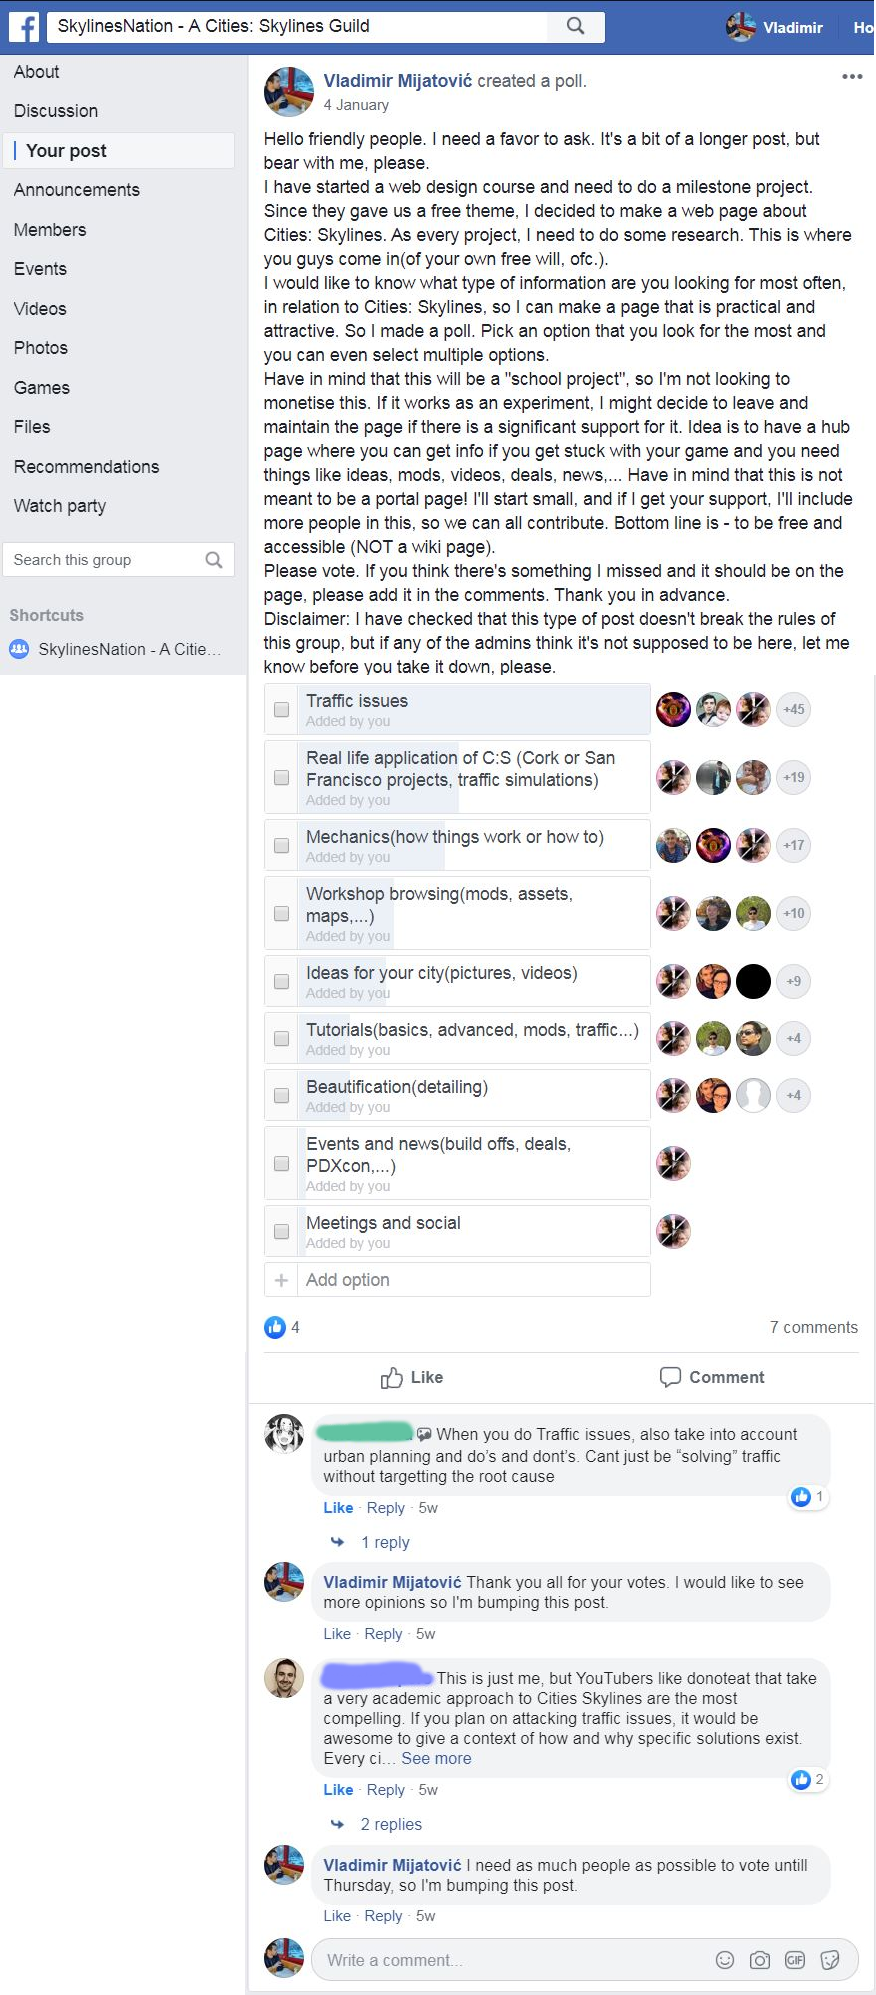 f SkylinesNation - A Cities: Skylines Guild
Vladimir
Ho
About
Discussion
Your post
Announcements
Members
Events
Videos
Photos
Games
Files
Recommendations
Watch party
Search this group
Shortcuts
SkylinesNation - A Citie...
Vladimir Mijatović created a poll.
4 January
Hello friendly people. I need a favor to ask. It's a bit of a longer post, but
bear with me, please.
I have started a web design course and need to do a milestone project.
Since they gave us a free theme, I decided to make a web page about
Cities: Skylines. As every project, I need to do some research. This is where
you guys come in(of your own free will, ofc.).
I would like to know what type of information are you looking for most often,
in relation to Cities: Skylines, so I can make a page that is practical and
attractive. So I made a poll. Pick an option that you look for the most and
you can even select multiple options.
Have in mind that this will be a "school project", so I'm not looking to
monetise this. If it works as an experiment, I might decide to leave and
maintain the page if there is a significant support for it. Idea is to have a hub
page where you can get info if you get stuck with your game and you need
things like ideas, mods, videos, deals, news,... Have in mind that this is not
meant to be a portal page! I'll start small, and if I get your support, I'll include
more people in this, so we can all contribute. Bottom line is - to be free and
accessible (NOT a wiki page).
Please vote. If you think there's something I missed and it should be on the
page, please add it in the comments. Thank you in advance.
Disclaimer: I have checked that this type of post doesn't break the rules of
this group, but if any of the admins think it's not supposed to be here, let me
know before you take it down, please.
Traffic issues
Added by you
+45
Real life application of C:S (Cork or San
Francisco projects, traffic simulations)
Added by you
+19
Mechanics(how things work or how to)
Added by you
+17
Workshop browsing(mods, assets,
maps,...)
Added by you
+10
Ideas for your city(pictures, videos)
Added by you
+9
Tutorials(basics, advanced, mods, traffic...)
Added by you
+4
Beautification(detailing)
Added by you
+4
Events and news(build offs, deals,
PDXcon,...)
Added by you
Meetings and social
Added by you
+ Add option
4
7 comments
Like
Comment
When you do Traffic issues, also take into account
urban planning and do's and dont's. Cant just be “solving” traffic
without targetting the root cause
1
Like · Reply · 5w
1 reply
Vladimir Mijatović Thank you all for your votes. I would like to see
more opinions so I'm bumping this post.
Like · Reply · 5w
This is just me, but YouTubers like donoteat that take
a very academic approach to Cities Skylines are the most
compelling. If you plan on attacking traffic issues, it would be
awesome to give a context of how and why specific solutions exist.
Every ci... See more
2
Like · Reply · 5w
2 replies
Vladimir Mijatović I need as much people as possible to vote untill
Thursday, so I'm bumping this post.
Like · Reply · 5w
Write a comment...
GIF